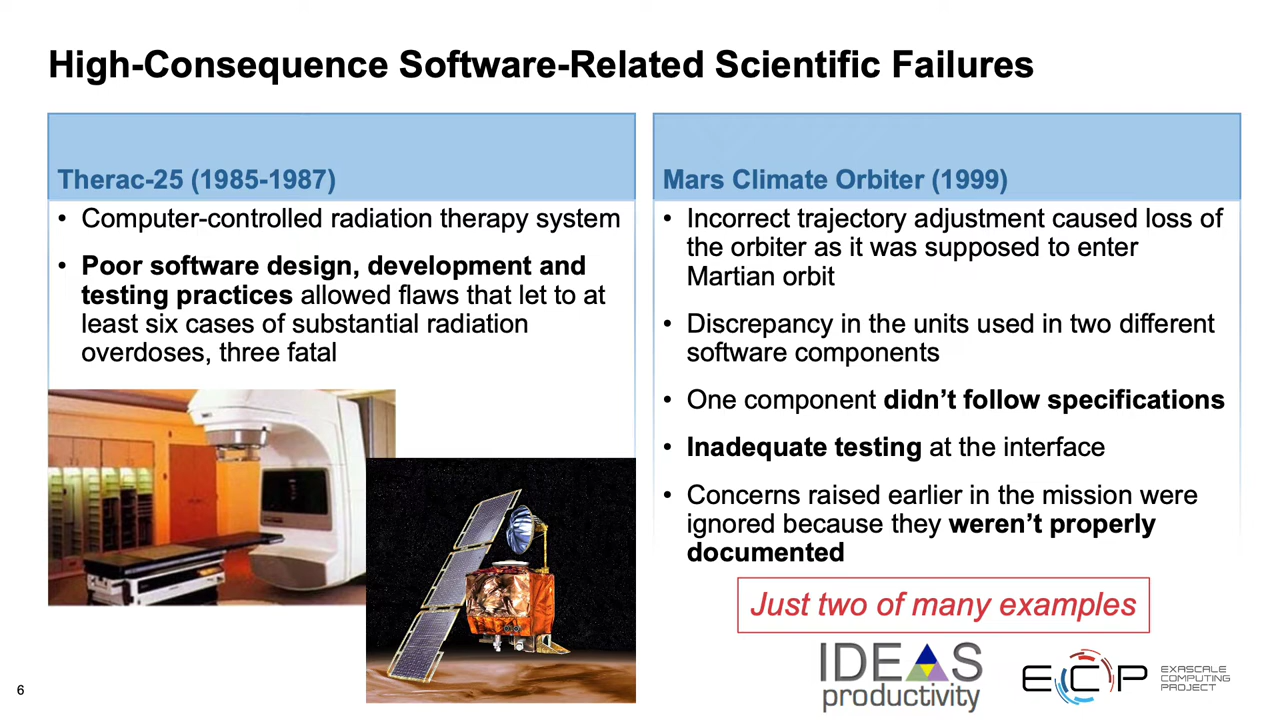 High-Consequence Software-Related Scientific Failures
Therac-25 (1985-1987)
• Computer-controlled radiation therapy system
• Poor software design, development and
testing practices allowed flaws that let to at
least six cases of substantial radiation
overdoses, three fatal
Mars Climate Orbiter (1999)
• Incorrect trajectory adjustment caused loss of
the orbiter as it was supposed to enter
Martian orbit
• Discrepancy in the units used in two different
software components
• One component didn’t follow specifications
• Inadequate testing at the interface
• Concerns raised earlier in the mission were
ignored because they weren’t properly
documented
Just two of many examples
IDEAS
productivity
ECP
EXASCALE
COMPUTING
PROJECT
6